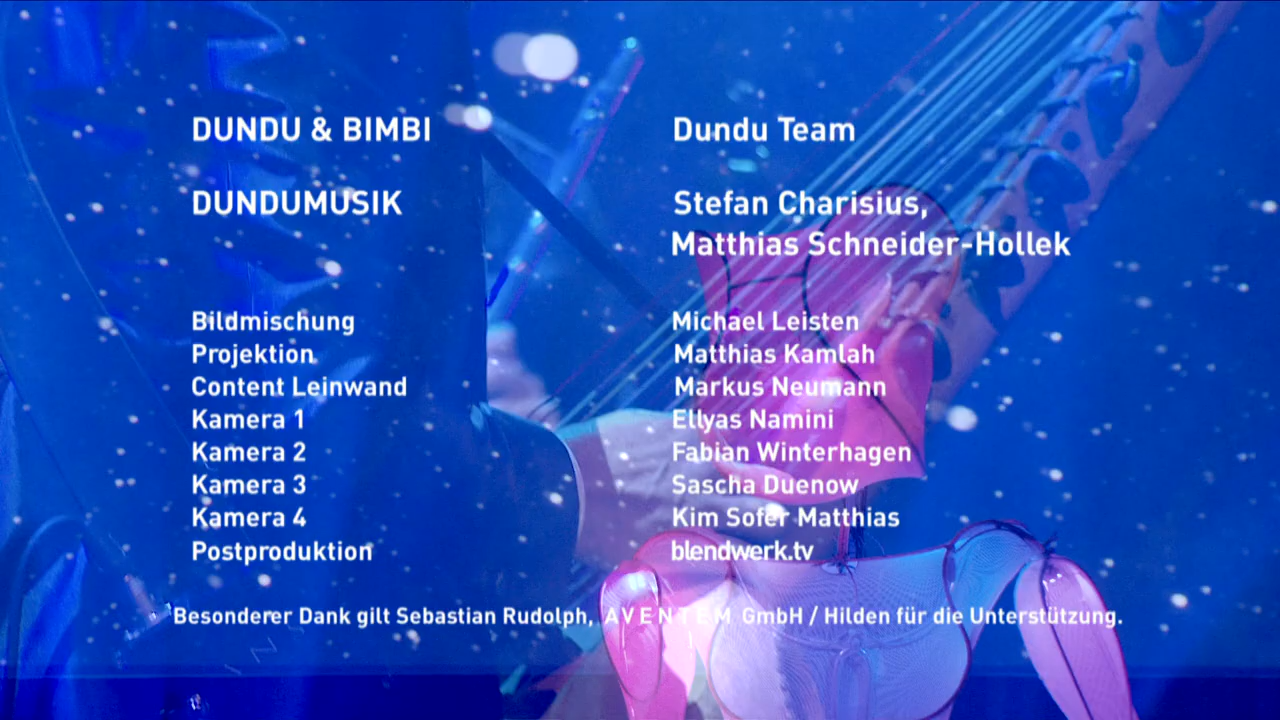 DUNDU & BIMBI Dundu Team
DUNDUMUSIK Stefan Charisius,
Matthias Schneider-Hollek
Bildmischung Michael Leisten
Projektion Matthias Kamlah
Content Leinwand Markus Neumann
Kamera 1 Ellyas Namini
Kamera 2 Fabian Winterhagen
Kamera 3 Sascha Duenow
Kamera 4 Kim Sofer Matthias
Postproduktion blendwerk.tv
Besonderer Dank gilt Sebastian Rudolph, AVENTEM GmbH / Hilden für die Unterstützung.